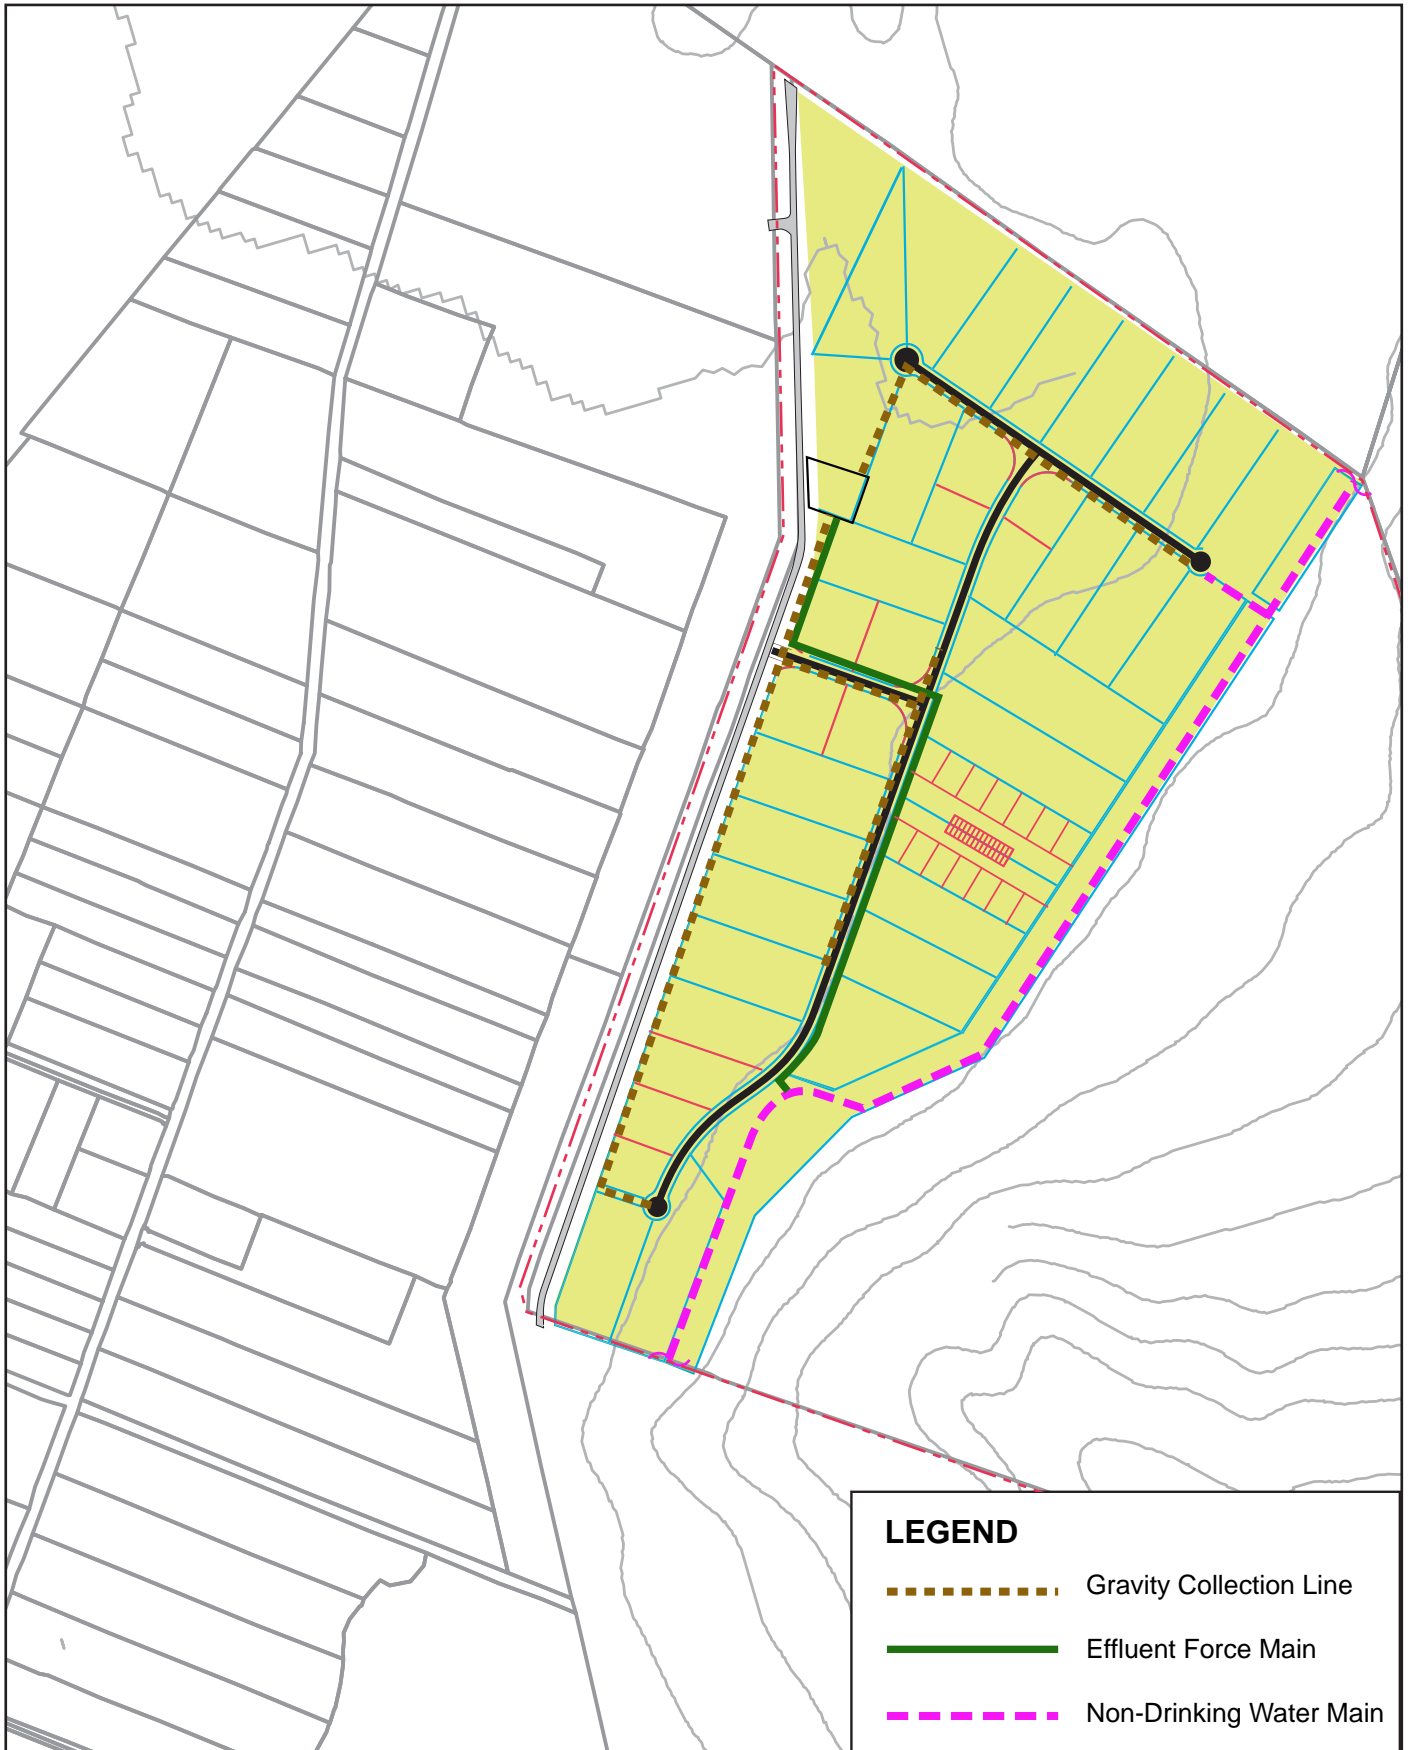 LEGEND
Gravity Collection Line
Effluent Force Main
Non-Drinking Water Main